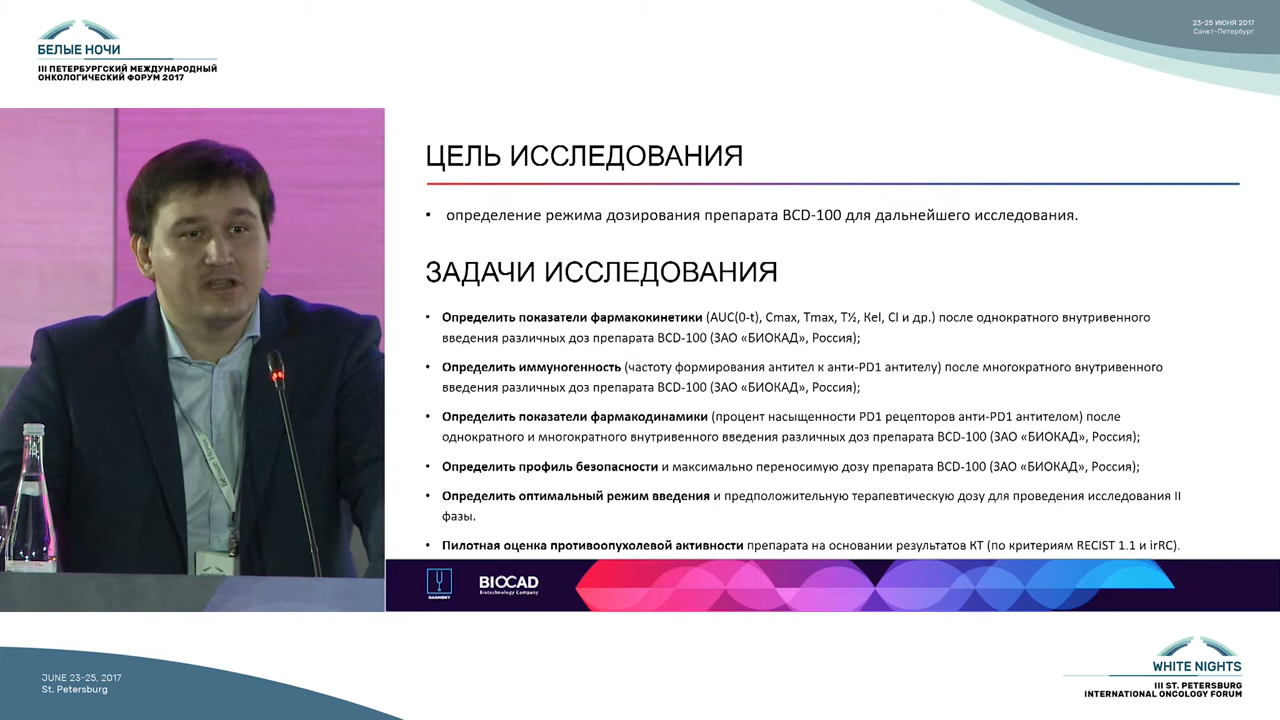 БЕЛЫЕ НОЧИ
III ПЕТЕРБУРГСКИЙ МЕЖДУНАРОДНЫЙ
ОНКОЛОГИЧЕСКИЙ ФОРУМ 2017
23-25 ИЮНЯ 2017
Санкт-Петербург
ЦЕЛЬ ИССЛЕДОВАНИЯ
• определение режима дозирования препарата BCD-100 для дальнейшего исследования.
ЗАДАЧИ ИССЛЕДОВАНИЯ
• Определить показатели фармакокинетики (AUC(0-t), Cmax, Tmax, T½, Kel, Cl и др.) после однократного внутривенного
введения различных доз препарата BCD-100 (ЗАО «БИОКАД», Россия);
• Определить иммуногенность (частоту формирования антител к анти-PD1 антителу) после многократного внутривенного
введения различных доз препарата BCD-100 (ЗАО «БИОКАД», Россия);
• Определить показатели фармакодинамики (процент насыщенности PD1 рецепторов анти-PD1 антителом) после
однократного и многократного внутривенного введения различных доз препарата BCD-100 (ЗАО «БИОКАД», Россия);
• Определить профиль безопасности и максимально переносимую дозу препарата BCD-100 (ЗАО «БИОКАД», Россия);
• Определить оптимальный режим введения и предположительную терапевтическую дозу для проведения исследования II
фазы.
• Пилотная оценка противоопухолевой активности препарата на основании результатов КТ (по критериям RECIST 1.1 и irRC).
HARMONY
BIOCAD
Biotechnology Company
JUNE 23-25, 2017
St. Petersburg
WHITE NIGHTS
III ST. PETERSBURG
INTERNATIONAL ONCOLOGY FORUM